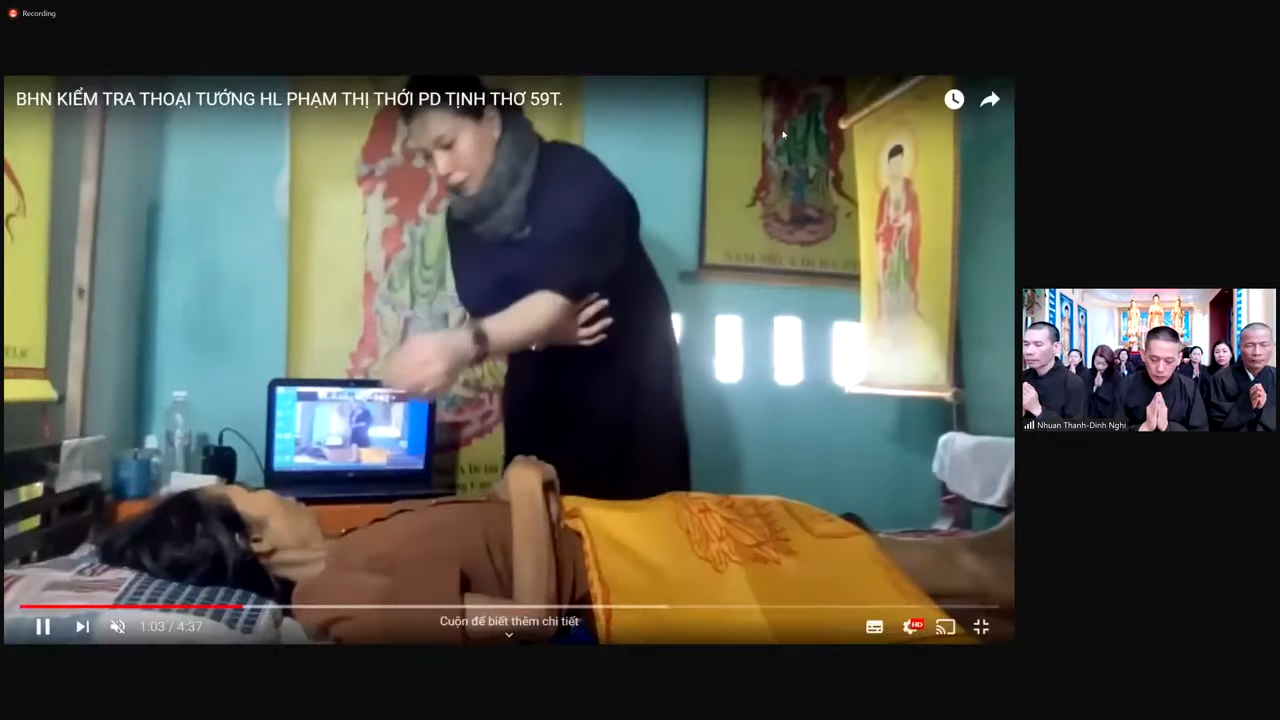 Recording
BHN KIỂM TRA THOẠI TƯỚNG HL PHẠM THỊ THỚI PD TỊNH THƠ 59T.
Nhuan Thanh-Dinh Nghi
1:03 / 4:37
Cuộn để biết thêm chi tiết
HD